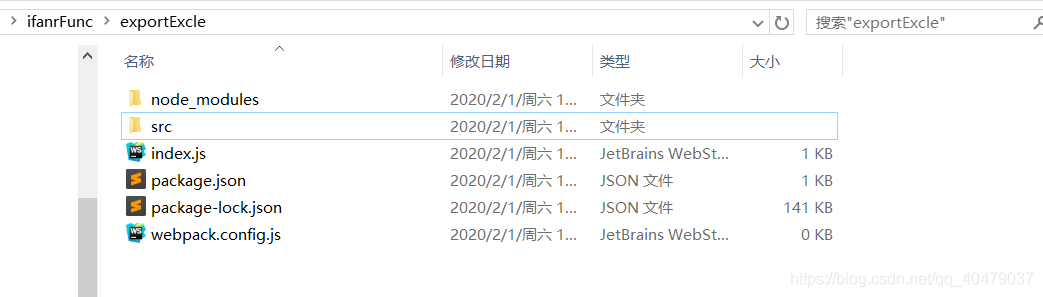 ifanrFunc > exportExcle 搜索"exportExcle"
名称 修改日期 类型 大小
node_modules 2020/2/1/周六 1... 文件夹
src 2020/2/1/周六 1... 文件夹
index.js 2020/2/1/周六 1... JetBrains WebSt... 1 KB
package.json 2020/2/1/周六 1... JSON 文件 1 KB
package-lock.json 2020/2/1/周六 1... JSON 文件 141 KB
webpack.config.js 2020/2/1/周六 1... JetBrains WebSt... 0 KB
https://blog.csdn.net/qq_40479037